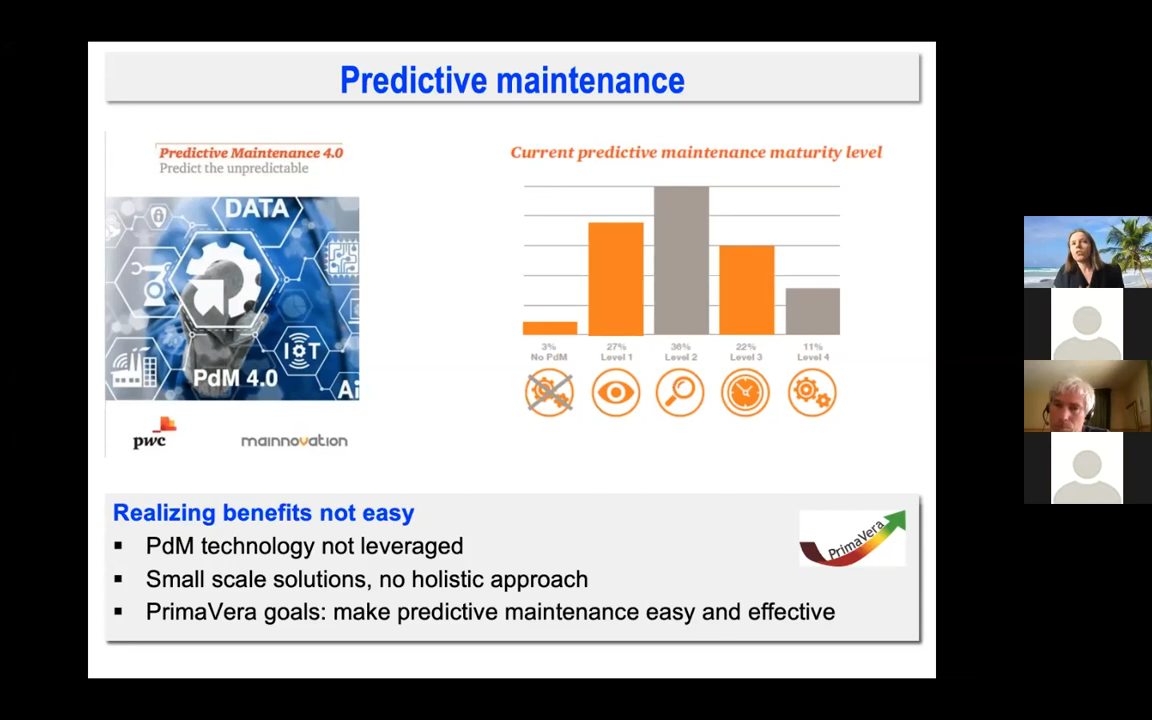 Predictive maintenance
Predictive Maintenance 4.0
Predict the unpredictable
DATA
IoT
PdM 4.0
Ai
pwc
mainnovation
Current predictive maintenance maturity level
3%
No PdM
27%
Level 1
36%
Level 2
22%
Level 3
11%
Level 4
Realizing benefits not easy
PdM technology not leveraged
Small scale solutions, no holistic approach
PrimaVera goals: make predictive maintenance easy and effective
PrimaVera